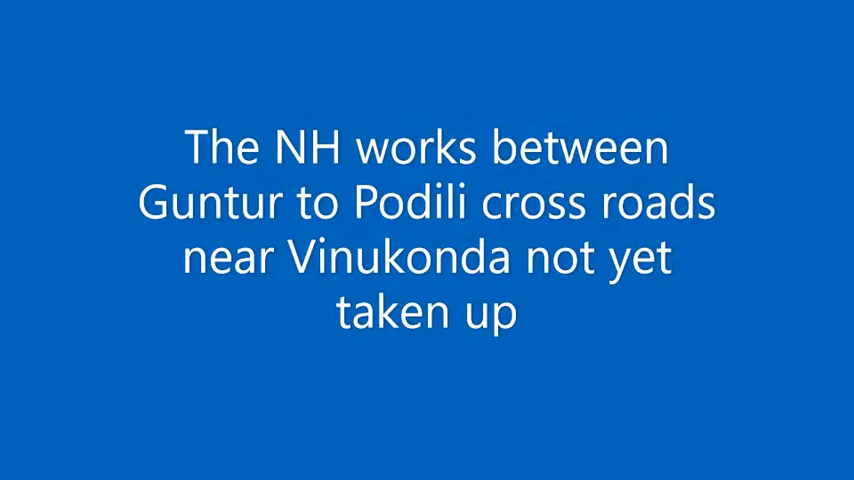 The NH works between
Guntur to Podili cross roads
near Vinukonda not yet
taken up